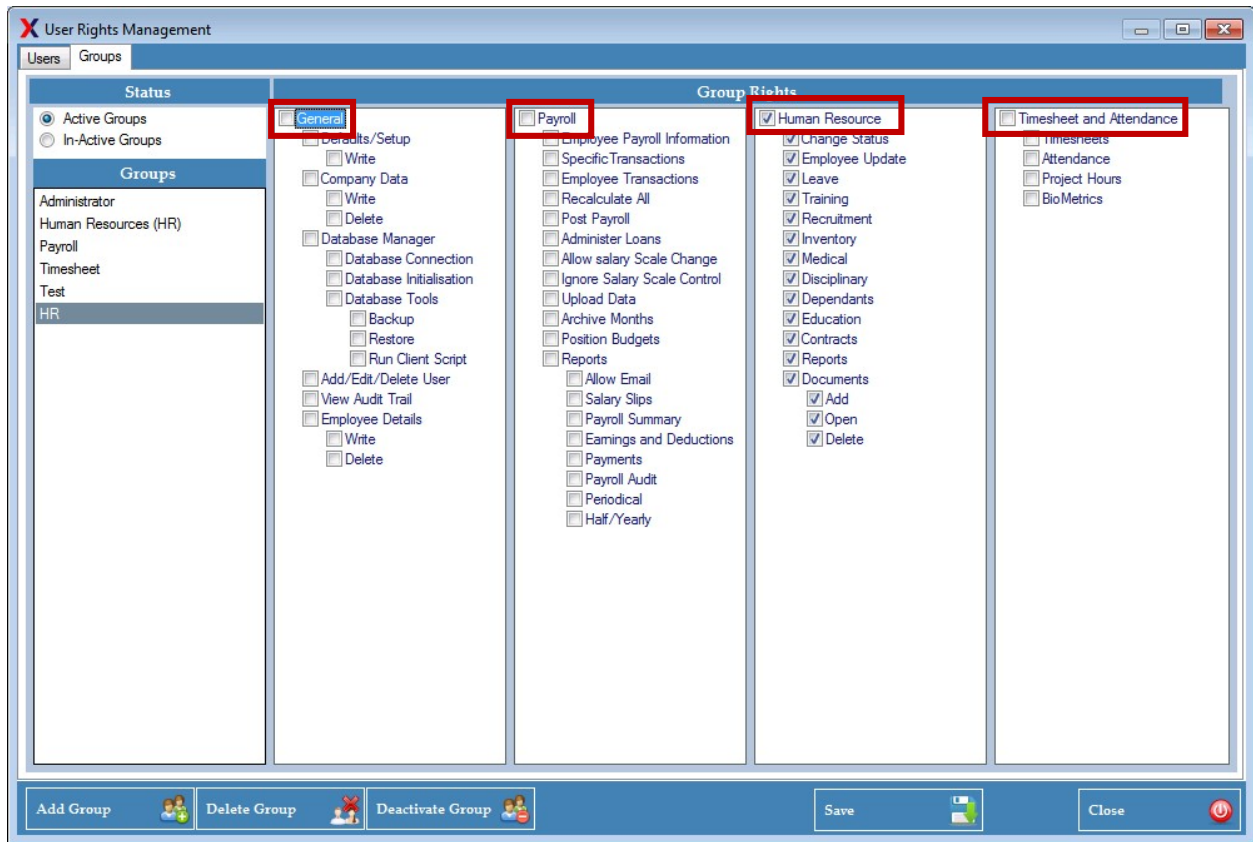 User Rights Management
Users
Groups
Status
Active Groups
In-Active Groups
Groups
Administrator
Human Resources (HR)
Payroll
Timesheet
Test
HR
Group Rights
General
Defaults/Setup
Write
Company Data
Write
Delete
Database Manager
Database Connection
Database Initialisation
Database Tools
Backup
Restore
Run Client Script
Add/Edit/Delete User
View Audit Trail
Employee Details
Write
Delete
Payroll
Employee Payroll Information
Specific Transactions
Employee Transactions
Recalculate All
Post Payroll
Administer Loans
Allow salary Scale Change
Ignore Salary Scale Control
Upload Data
Archive Months
Position Budgets
Reports
Allow Email
Salary Slips
Payroll Summary
Earnings and Deductions
Payments
Payroll Audit
Periodical
Half/Yearly
Human Resource
Change Status
Employee Update
Leave
Training
Recruitment
Inventory
Medical
Disciplinary
Dependants
Education
Contracts
Reports
Documents
Add
Open
Delete
Timesheet and Attendance
Timesheets
Attendance
Project Hours
BioMetrics
Add Group
Delete Group
Deactivate Group
Save
Close